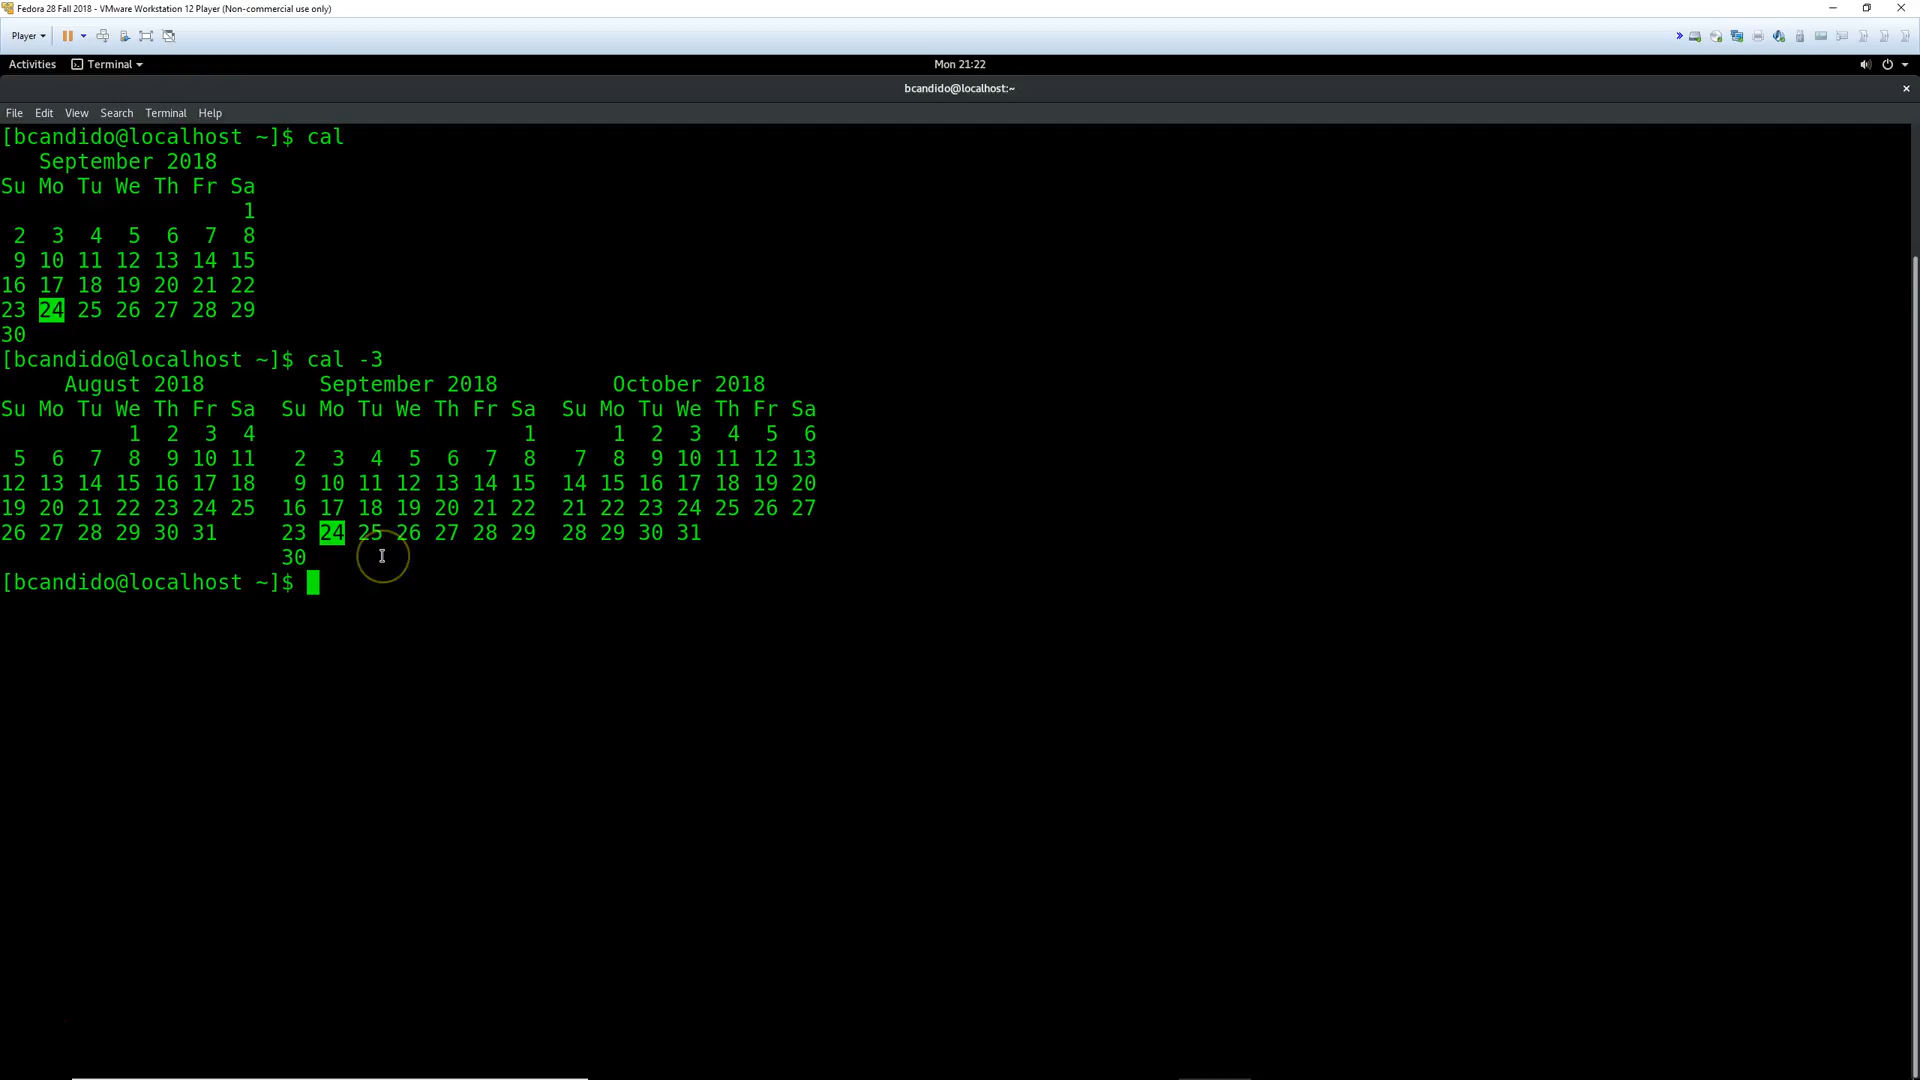 Fedora 28 Fall 2018 - VMware Workstation 12 Player (Non-commercial use only)
Player
Activities Terminal Mon 21:22
bcandido@localhost:~
File Edit View Search Terminal Help
[bcandido@localhost ~]$ cal
   September 2018
Su Mo Tu We Th Fr Sa
                   1
 2  3  4  5  6  7  8
 9 10 11 12 13 14 15
16 17 18 19 20 21 22
23 24 25 26 27 28 29
30
[bcandido@localhost ~]$ cal -3
     August 2018         September 2018         October 2018
Su Mo Tu We Th Fr Sa  Su Mo Tu We Th Fr Sa  Su Mo Tu We Th Fr Sa
          1  2  3  4                     1      1  2  3  4  5  6
 5  6  7  8  9 10 11   2  3  4  5  6  7  8   7  8  9 10 11 12 13
12 13 14 15 16 17 18   9 10 11 12 13 14 15  14 15 16 17 18 19 20
19 20 21 22 23 24 25  16 17 18 19 20 21 22  21 22 23 24 25 26 27
26 27 28 29 30 31     23 24 25 26 27 28 29  28 29 30 31
                      30
[bcandido@localhost ~]$